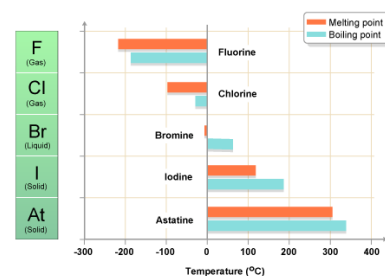 Melting point
Boiling point
F
(Gas)
Fluorine
Cl
(Gas)
Chlorine
Br
(Liquid)
Bromine
I
(Solid)
Iodine
At
(Solid)
Astatine
-300 -200 -100 0 100 200 300 400
Temperature (°C)